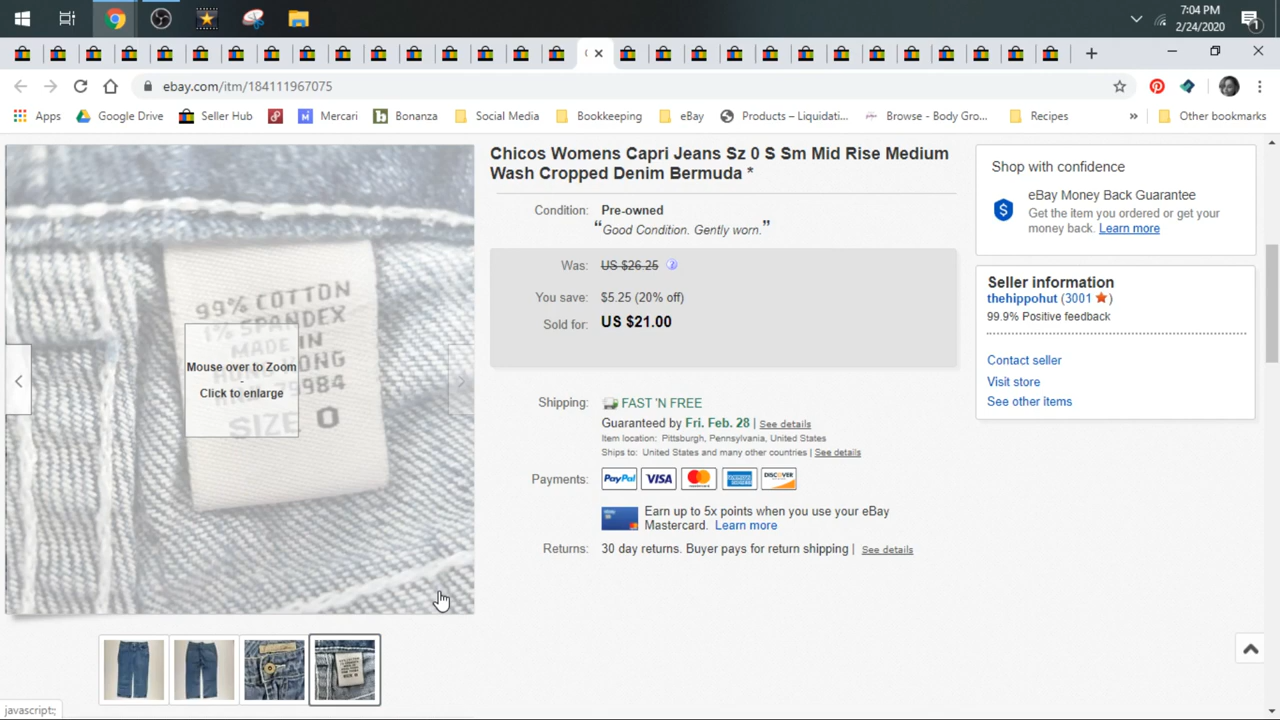 7:04 PM
2/24/2020
ebay.com/itm/184111967075
Apps
Google Drive
Seller Hub
Mercari
Bonanza
Social Media
Bookkeeping
eBay
Products – Liquidati...
Browse - Body Gro...
Recipes
»
Other bookmarks
Chicos Womens Capri Jeans Sz 0 S Sm Mid Rise Medium
Wash Cropped Denim Bermuda *
Condition: Pre-owned
“Good Condition. Gently worn.”
Was: US $26.25
You save: $5.25 (20% off)
Sold for: US $21.00
Shipping: FAST 'N FREE
Guaranteed by Fri. Feb. 28 | See details
Item location: Pittsburgh, Pennsylvania, United States
Ships to: United States and many other countries | See details
Payments: PayPal VISA MasterCard AMERICAN EXPRESS DISCOVER
Earn up to 5x points when you use your eBay
Mastercard. Learn more
Returns: 30 day returns. Buyer pays for return shipping | See details
Shop with confidence
eBay Money Back Guarantee
Get the item you ordered or get your
money back. Learn more
Seller information
thehippohut (3001 ★)
99.9% Positive feedback
Contact seller
Visit store
See other items
99% COTTON
1% SPANDEX
MADE IN
HONG KONG
79984
SIZE 0
Mouse over to Zoom
-
Click to enlarge
javascript:;